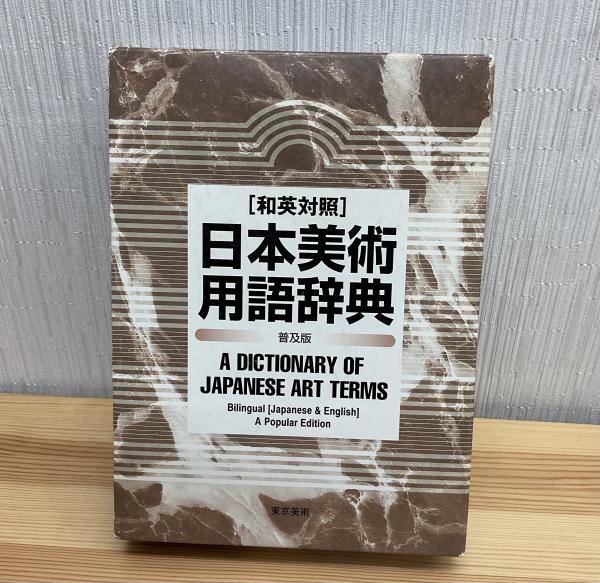 [和英対照]
日本美術
用語辞典
普及版
A DICTIONARY OF
JAPANESE ART TERMS
Bilingual [Japanese & English]
A Popular Edition
東京美術